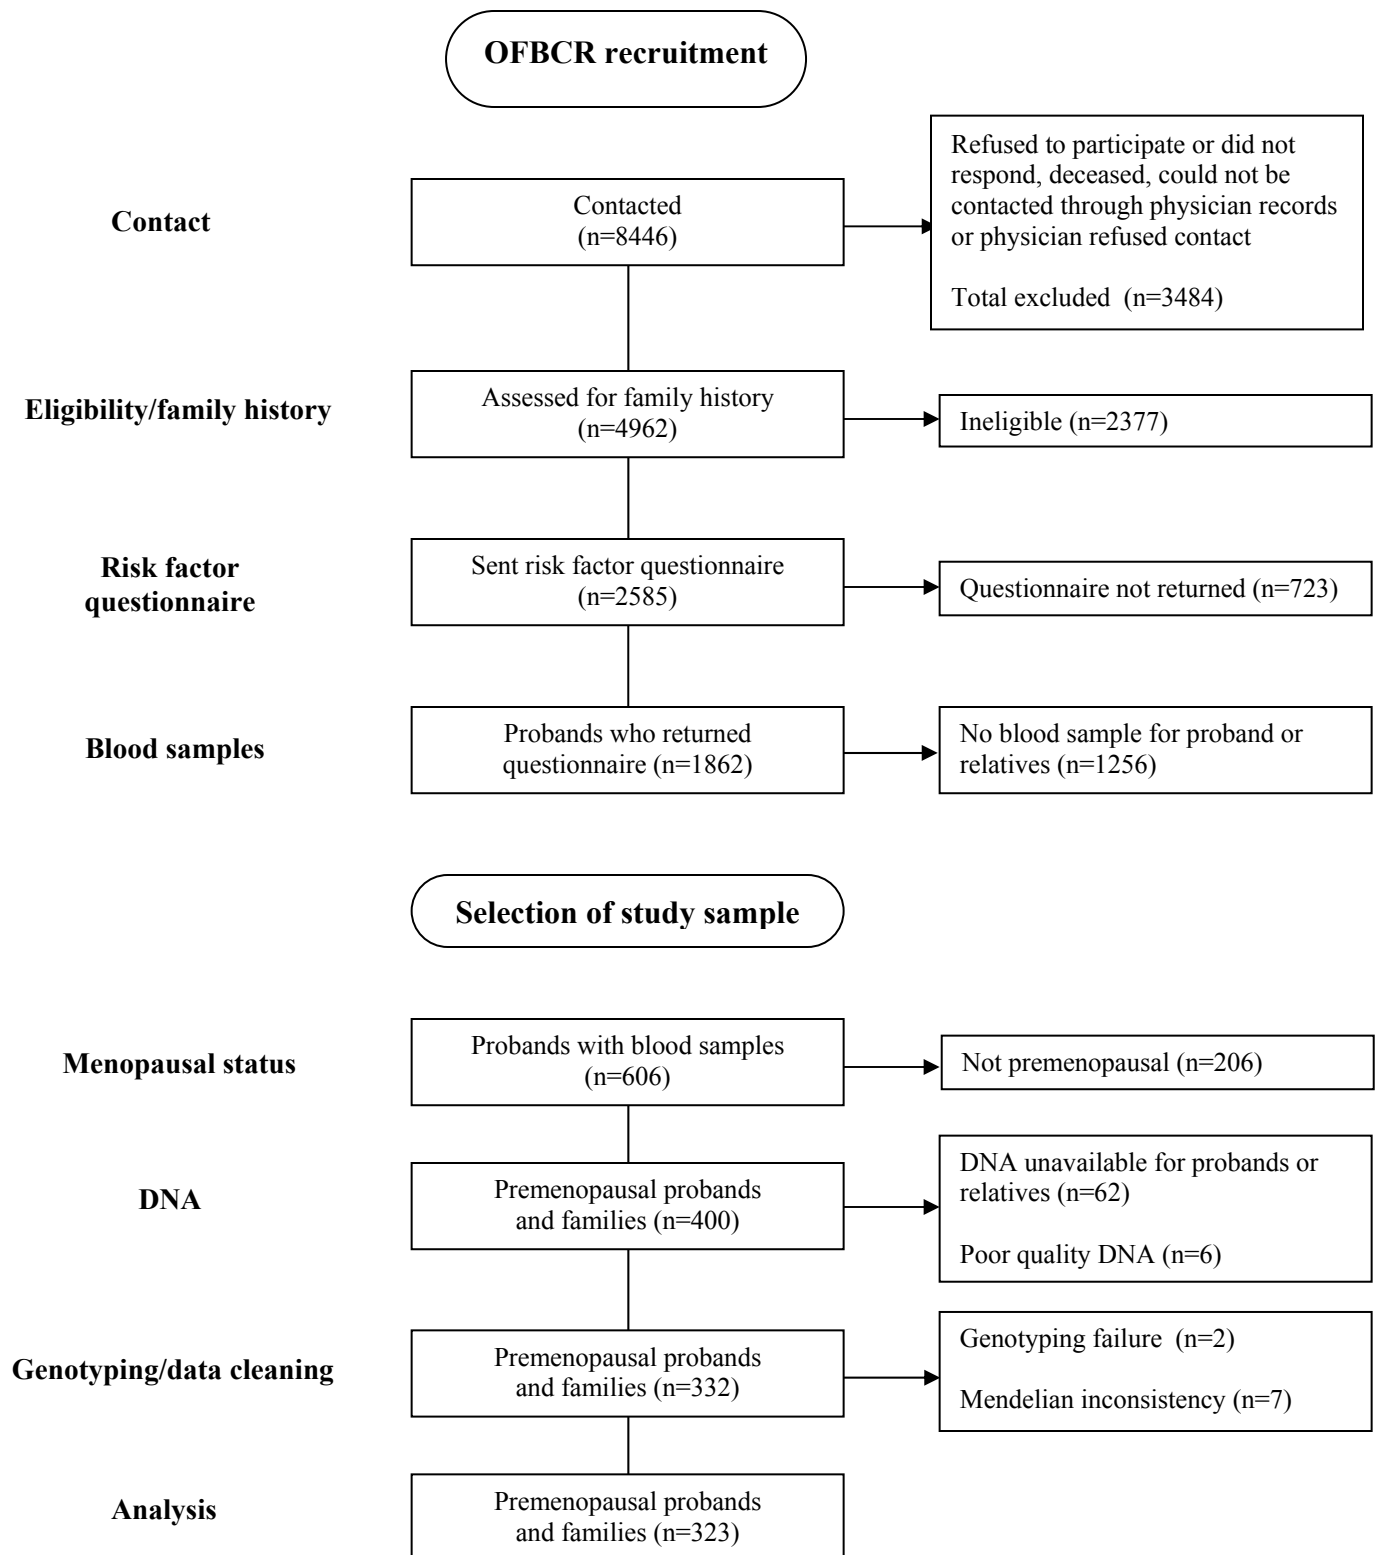 OFBCR recruitment
Contact
Contacted
(n=8446)
Refused to participate or did not
respond, deceased, could not be
contacted through physician records
or physician refused contact
Total excluded (n=3484)
Eligibility/family history
Assessed for family history
(n=4962)
Ineligible (n=2377)
Risk factor
questionnaire
Sent risk factor questionnaire
(n=2585)
Questionnaire not returned (n=723)
Blood samples
Probands who returned
questionnaire (n=1862)
No blood sample for proband or
relatives (n=1256)
Selection of study sample
Menopausal status
Probands with blood samples
(n=606)
Not premenopausal (n=206)
DNA
Premenopausal probands
and families (n=400)
DNA unavailable for probands or
relatives (n=62)
Poor quality DNA (n=6)
Genotyping/data cleaning
Premenopausal probands
and families (n=332)
Genotyping failure (n=2)
Mendelian inconsistency (n=7)
Analysis
Premenopausal probands
and families (n=323)